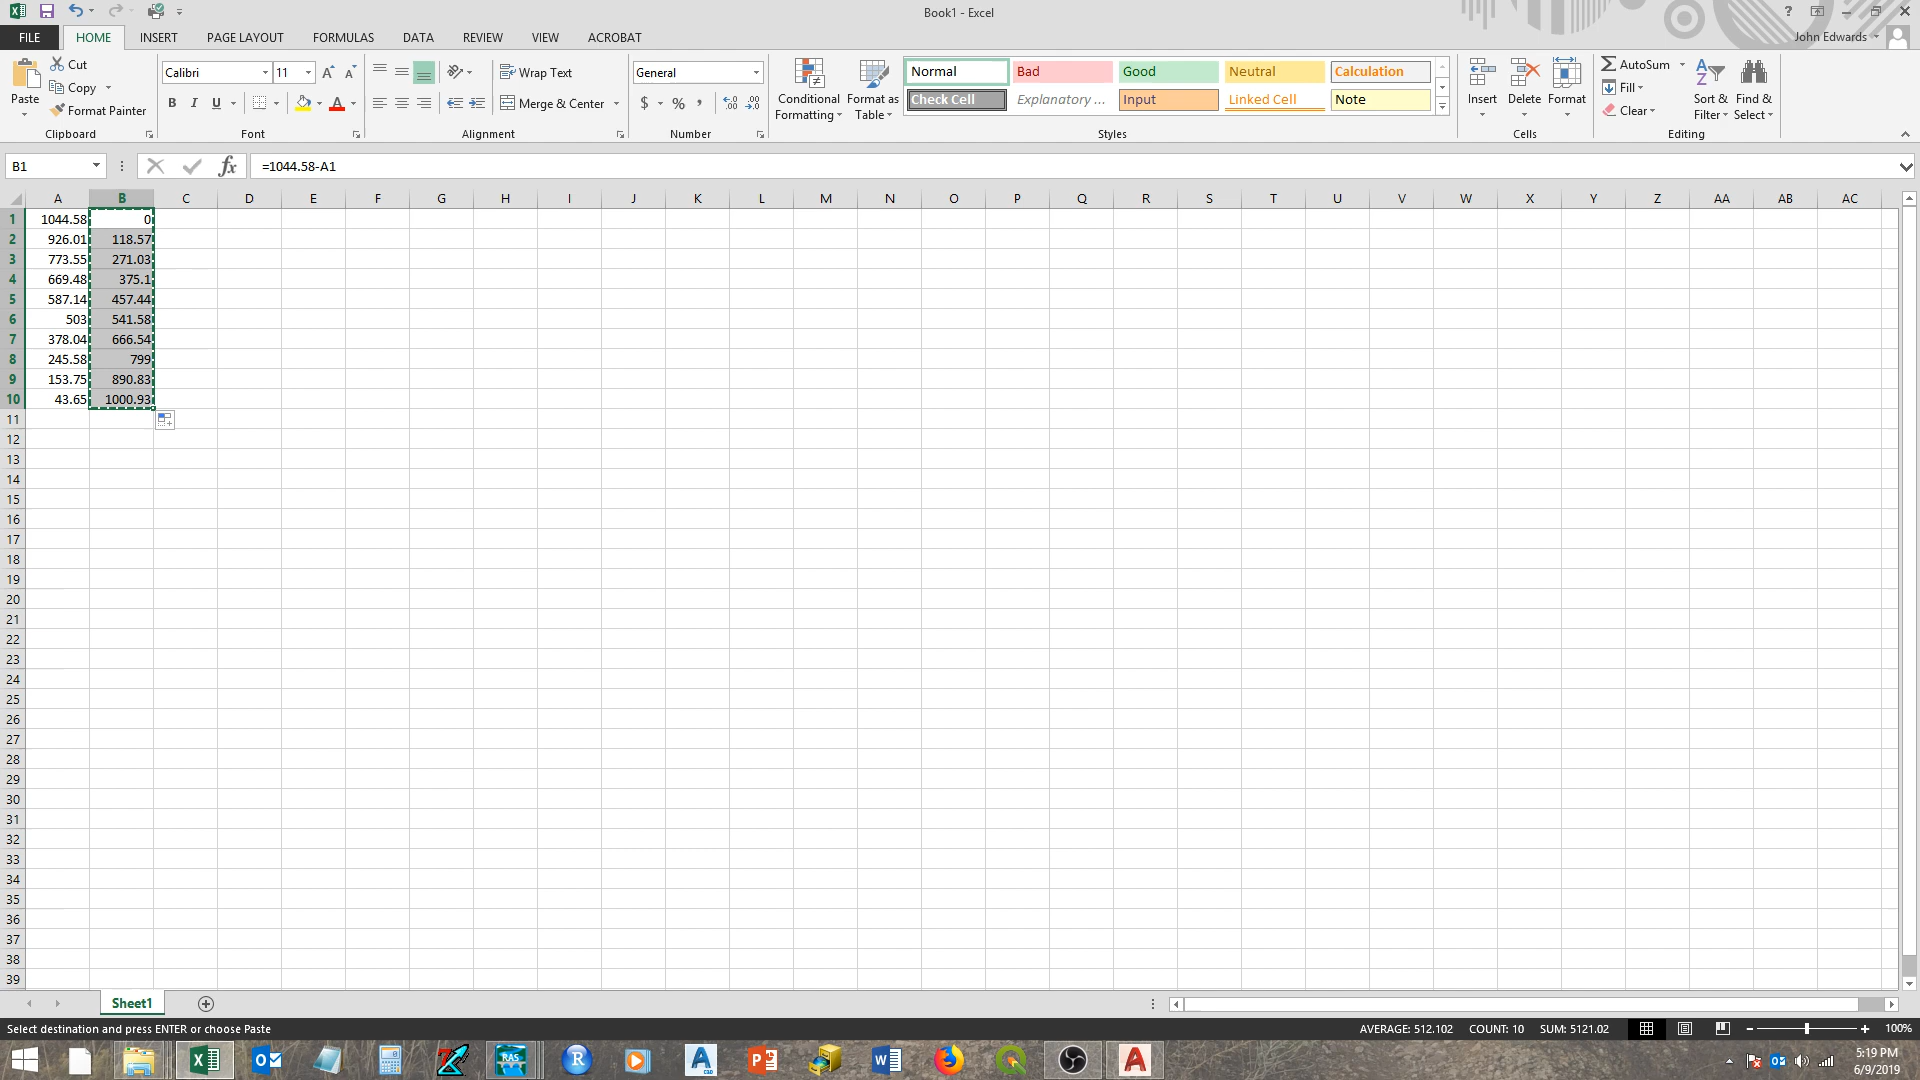 Book1 - Excel
FILE HOME INSERT PAGE LAYOUT FORMULAS DATA REVIEW VIEW ACROBAT John Edwards
Cut
Copy
Format Painter
Paste
Clipboard
Calibri 11
B I U
Font
Wrap Text
Merge & Center
Alignment
General
$ % ,
Number
Conditional Formatting
Format as Table
Normal Bad Good Neutral Calculation
Check Cell Explanatory ... Input Linked Cell Note
Styles
Insert Delete Format
Cells
AutoSum
Fill
Clear
Sort & Filter
Find & Select
Editing
B1 fx =1044.58-A1
A B C D E F G H I J K L M N O P Q R S T U V W X Y Z AA AB AC
1 1044.58 0
2 926.01 118.57
3 773.55 271.03
4 669.48 375.1
5 587.14 457.44
6 503 541.58
7 378.04 666.54
8 245.58 799
9 153.75 890.83
10 43.65 1000.93
11
12
13
14
15
16
17
18
19
20
21
22
23
24
25
26
27
28
29
30
31
32
33
34
35
36
37
38
39
Sheet1
Select destination and press ENTER or choose Paste AVERAGE: 512.102 COUNT: 10 SUM: 5121.02 100%
5:19 PM
6/9/2019